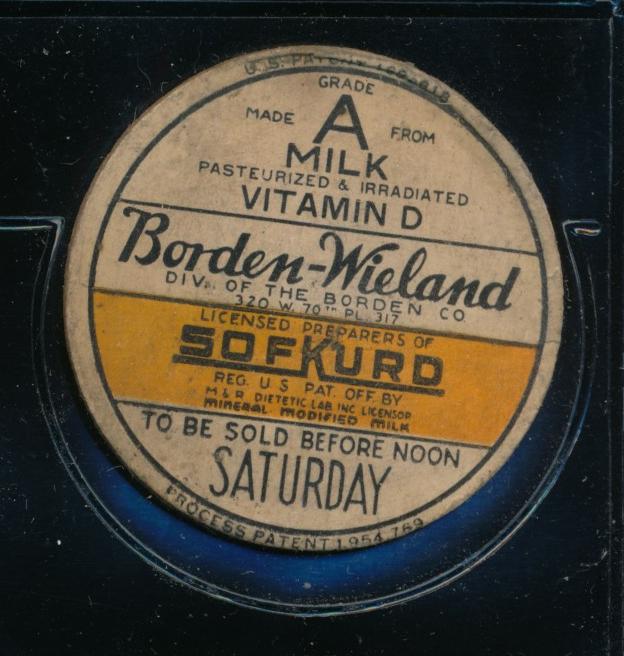 U.S. PATENT
GRADE
A
MADE FROM
MILK
PASTEURIZED & IRRADIATED
VITAMIN D
Borden-Wieland
DIV. OF THE BORDEN CO
320 W. 70TH PL. 317
LICENSED PREPARERS OF
SOFKURD
REG. U S PAT. OFF. BY
M & R DIETETIC LAB. INC LICENSOR
MINERAL MODIFIED MILK
TO BE SOLD BEFORE NOON
SATURDAY
PROCESS PATENT 1,954,769